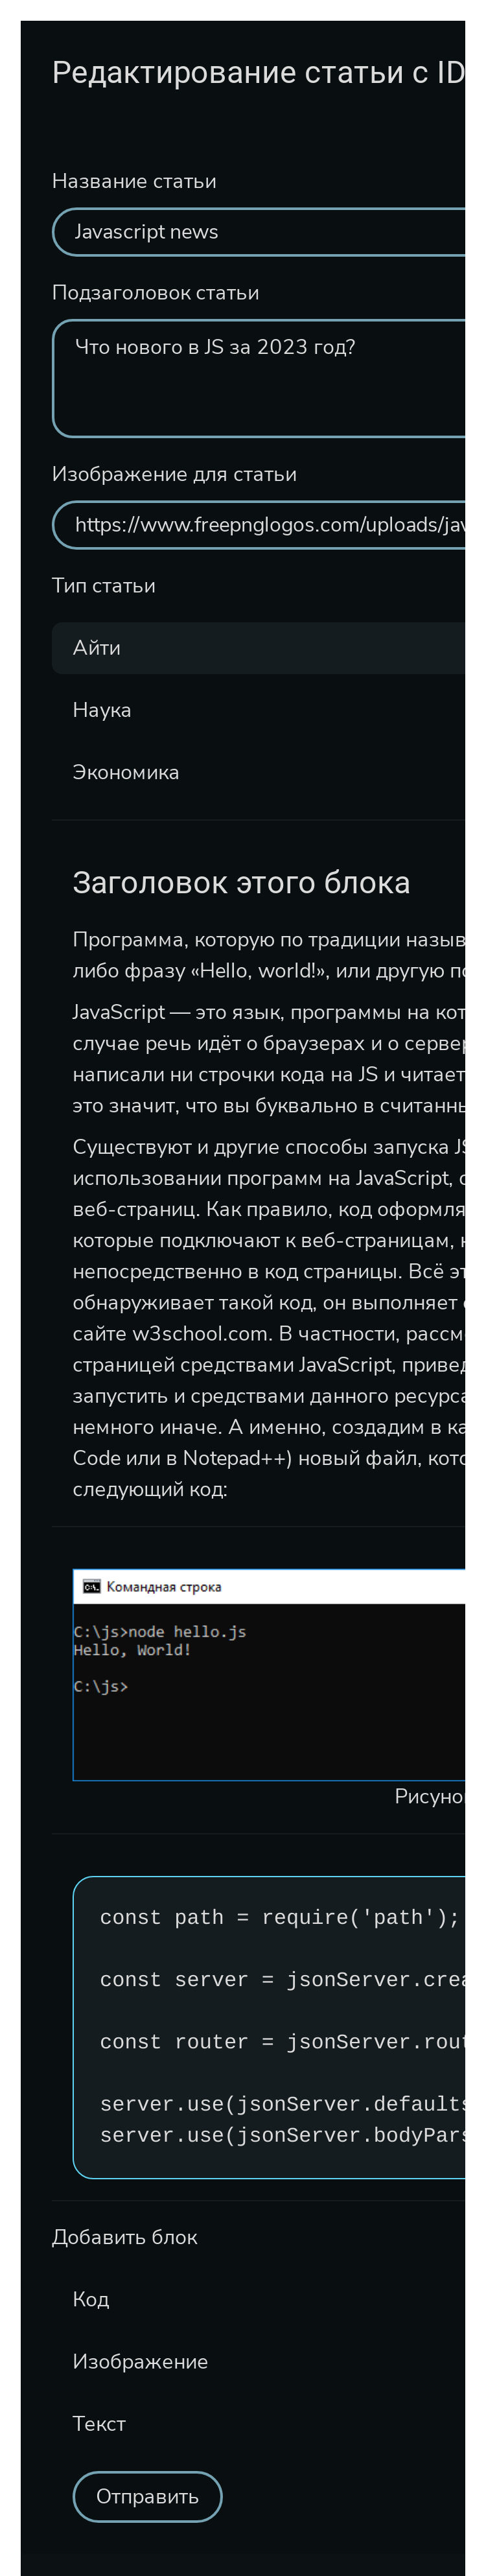 Редактирование статьи с ID
Название статьи
Javascript news
Подзаголовок статьи
Что нового в JS за 2023 год?
Изображение для статьи
https://www.freepnglogos.com/uploads/jav
Тип статьи
Айти
Наука
Экономика
Заголовок этого блока
Программа, которую по традиции назыв
либо фразу «Hello, world!», или другую
JavaScript — это язык, программы на кот
случае речь идёт о браузерах и о сервер
написали ни строчки кода на JS и читает
это значит, что вы буквально в считанны
Существуют и другие способы запуска JS
использовании программ на JavaScript,
веб-страниц. Как правило, код оформля
которые подключают к веб-страницам,
непосредственно в код страницы. Всё эт
обнаруживает такой код, он выполняет
сайте w3school.com. В частности, рассм
страницей средствами JavaScript, привед
запустить и средствами данного ресурса
немного иначе. А именно, создадим в ка
Code или в Notepad++) новый файл, кото
следующий код:
Командная строка
C:\js>node hello.js
Hello, World!
C:\js>
Рисунок
const path = require('path');
const server = jsonServer.crea
const router = jsonServer.rout
server.use(jsonServer.defaults
server.use(jsonServer.bodyPars
Добавить блок
Код
Изображение
Текст
Отправить